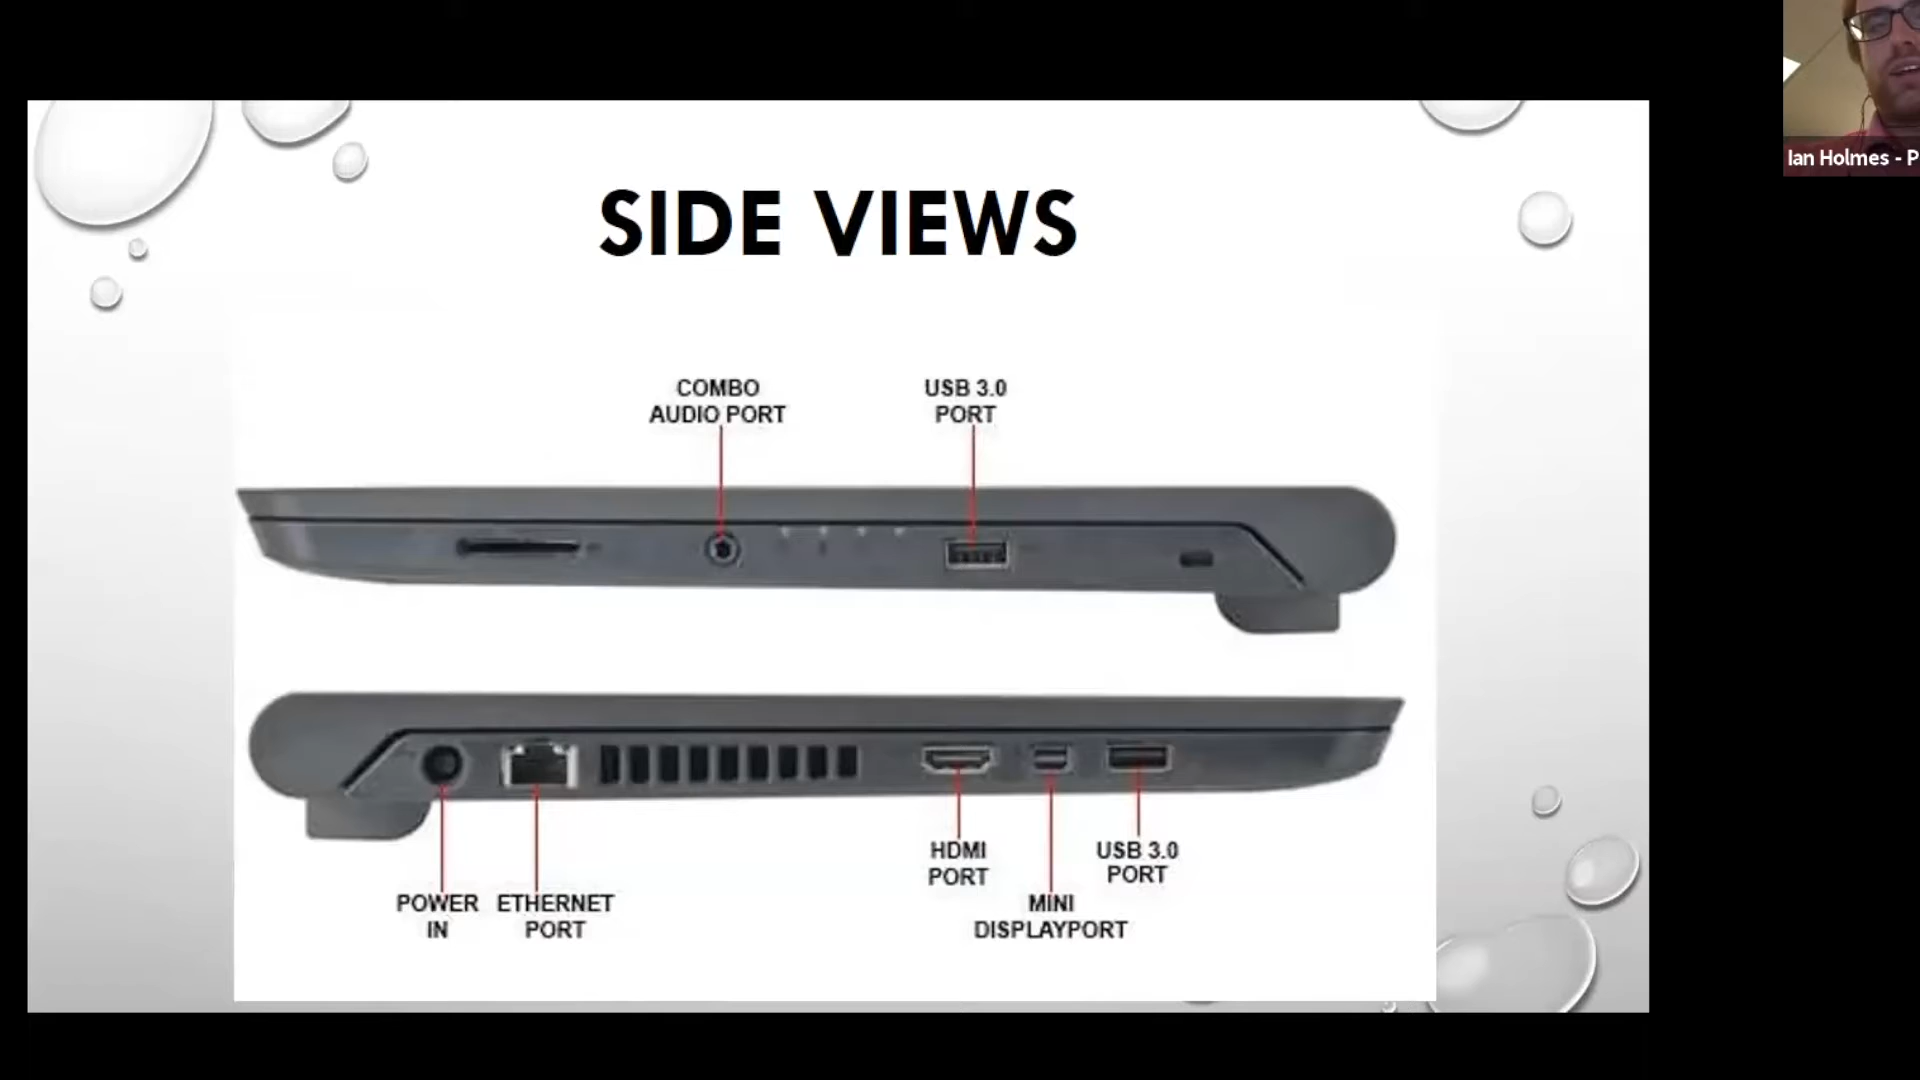 Ian Holmes - P
SIDE VIEWS
COMBO
AUDIO PORT
USB 3.0
PORT
HDMI
PORT
USB 3.0
PORT
POWER
IN
ETHERNET
PORT
MINI
DISPLAYPORT